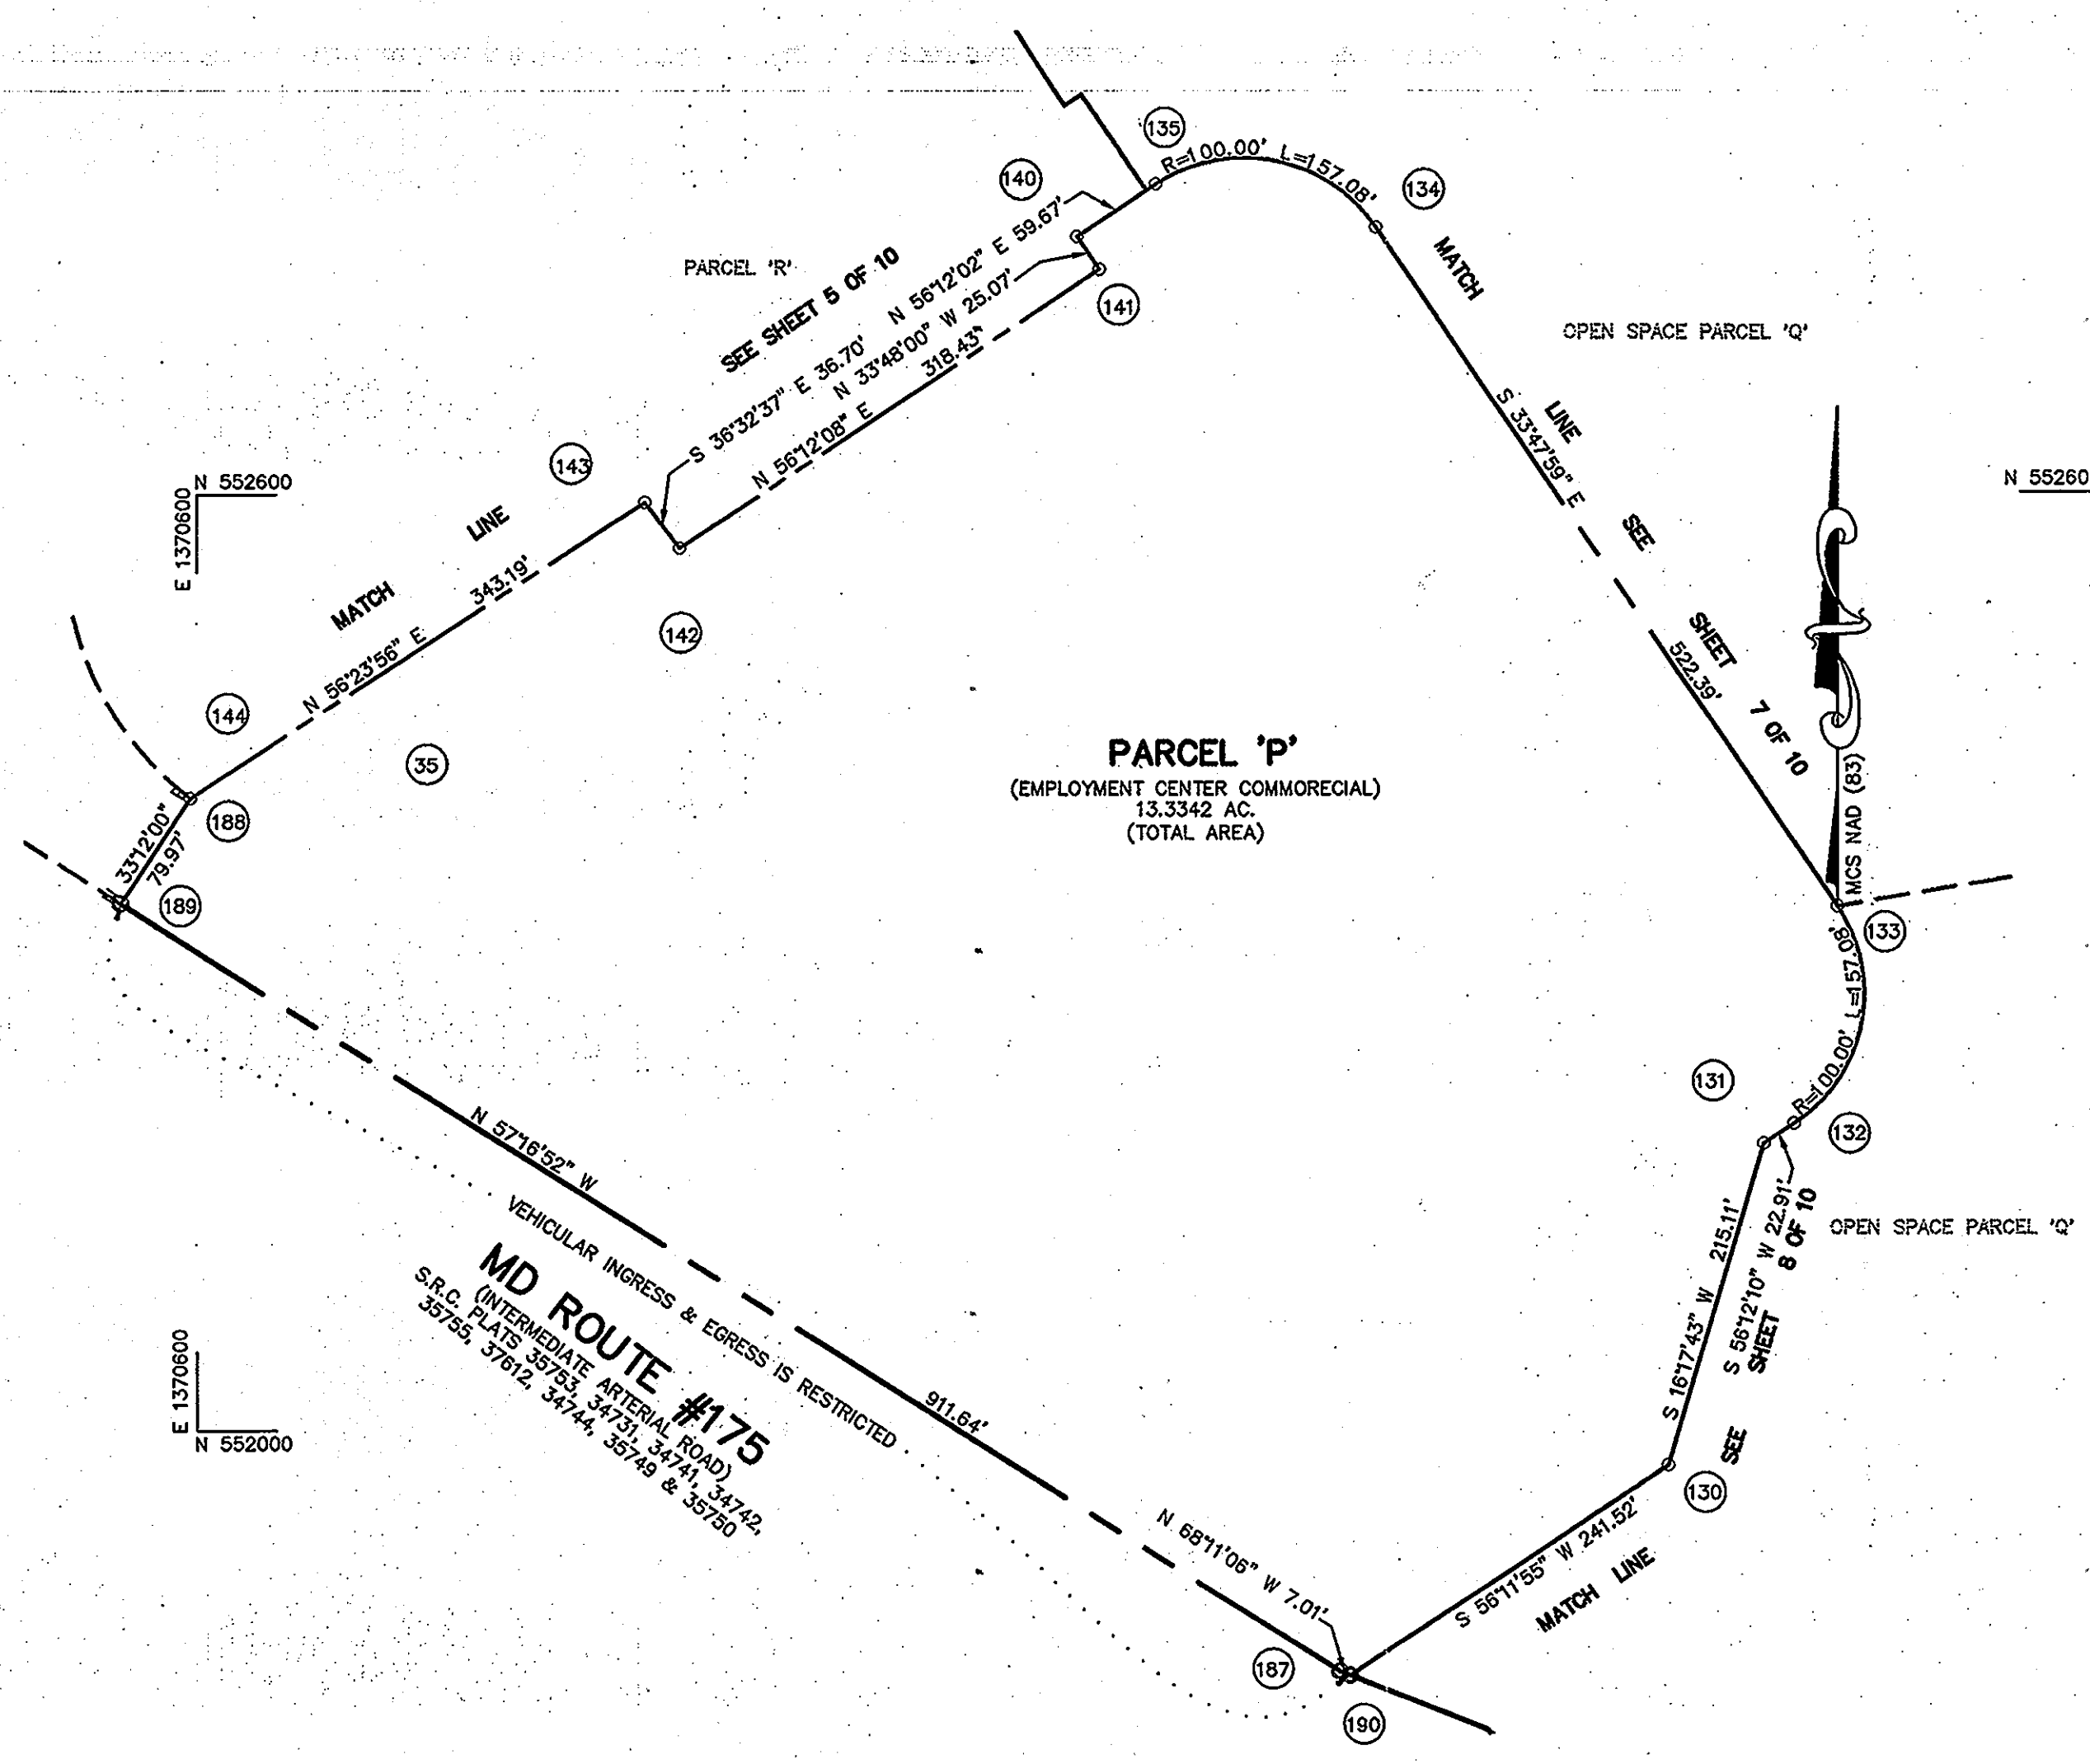 135
R=100.00' L=157.08'
134
140
N 56°12'02" E 59.67'
PARCEL 'R'
SEE SHEET 5 OF 10
N 33°48'00" W 25.07'
141
MATCH
LINE
SEE
SHEET
7 OF 10
OPEN SPACE PARCEL 'Q'
S 36°32'37" E 36.70'
N 56°12'08" E
318.43'
S 33°47'59" E
522.39'
143
N 552600
E 1370600
N 55260
MATCH
LINE
343.19'
N 56°23'56" E
142
144
35
188
33°12'00"
79.97'
189
PARCEL 'P'
(EMPLOYMENT CENTER COMMORECIAL)
13.3342 AC.
(TOTAL AREA)
MCS NAD (83)
133
R=100.00' L=157.08'
131
132
N 57°16'52" W
911.64'
VEHICULAR INGRESS & EGRESS IS RESTRICTED
MD ROUTE #175
(INTERMEDIATE ARTERIAL ROAD)
S.R.C. PLATS 35753, 34731, 34741, 34742,
35755, 37612, 34744, 35749 & 35750
S 56°12'10" W 22.91'
SEE
SHEET
8 OF 10
OPEN SPACE PARCEL 'Q'
S 16°17'43" W
215.11'
E 1370600
N 552000
130
N 68°11'06" W 7.01'
S 56°11'55" W 241.52'
MATCH LINE
187
190